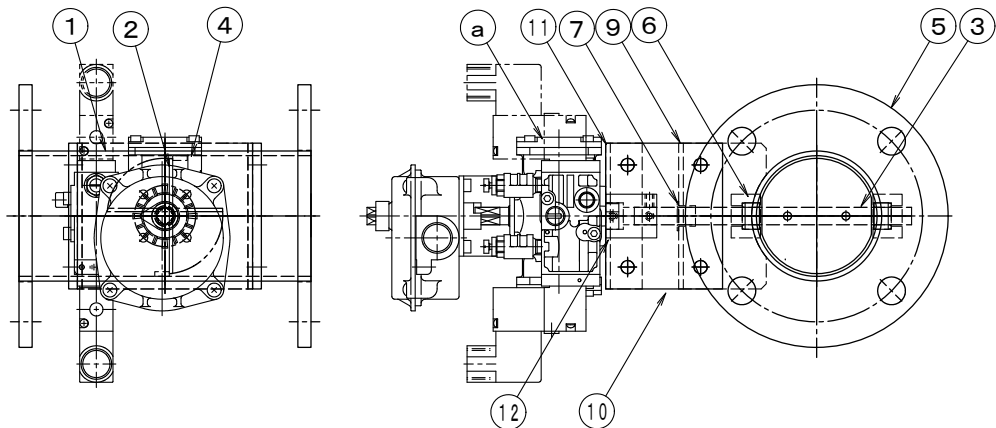 ① ② ④ ⓐ ⑪ ⑦ ⑨ ⑥ ⑤ ③
⑫ ⑩